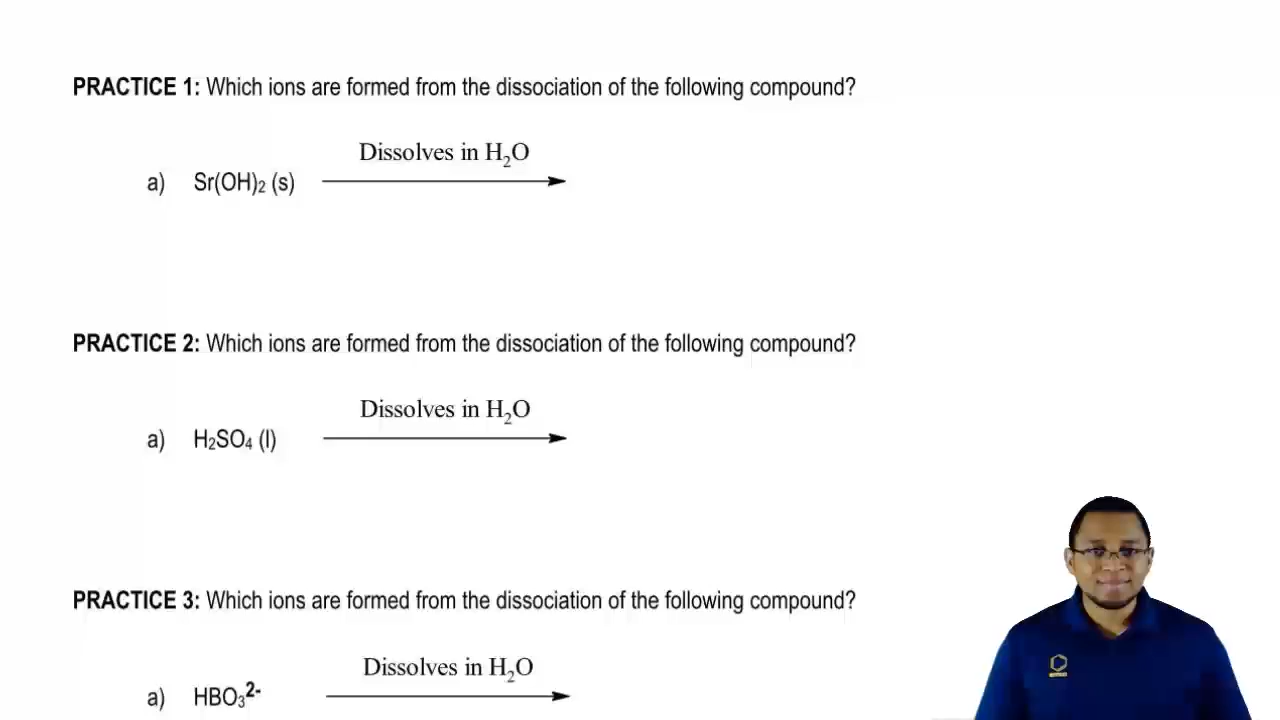 PRACTICE 1: Which ions are formed from the dissociation of the following compound?
Dissolves in H₂O
a) Sr(OH)₂ (s)
PRACTICE 2: Which ions are formed from the dissociation of the following compound?
Dissolves in H₂O
a) H₂SO₄ (l)
PRACTICE 3: Which ions are formed from the dissociation of the following compound?
Dissolves in H₂O
a) HBO₃²⁻